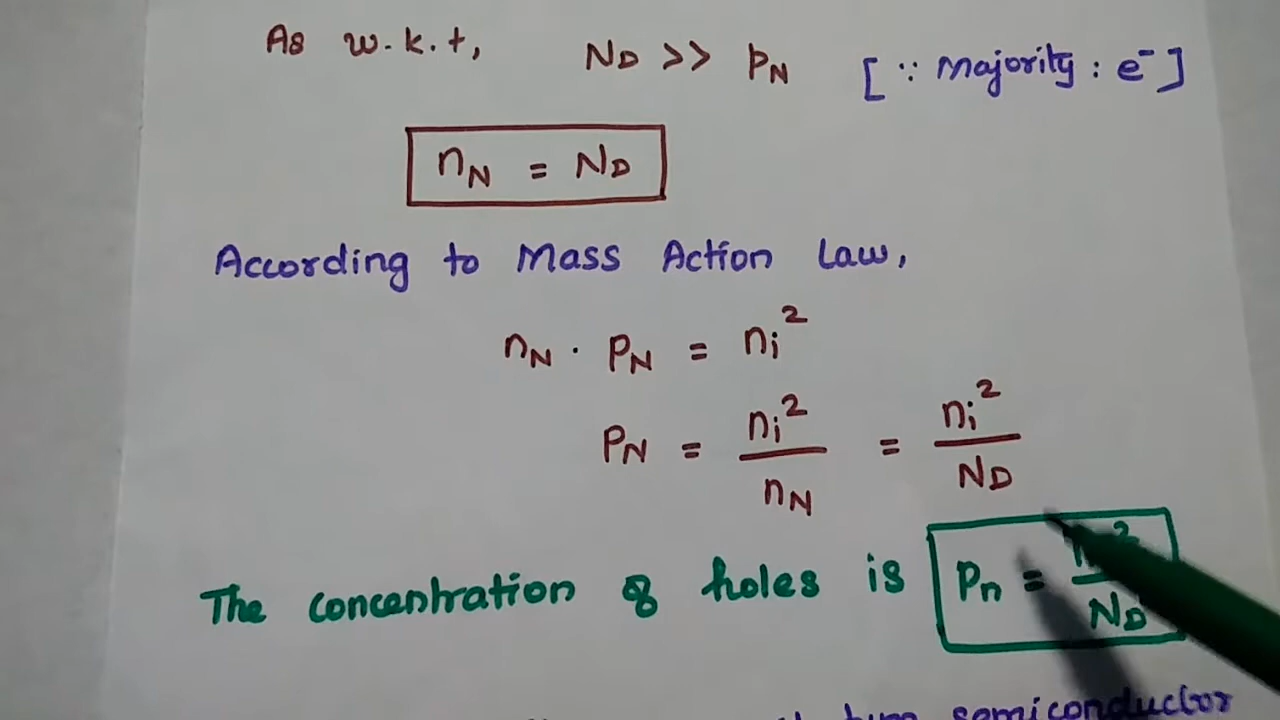 As w.k.t, ND >> PN [∵ Majority : e⁻]
nN = ND
According to Mass Action Law,
nN . PN = ni²
PN = ni²/nN = ni²/ND
The concentration of holes is Pn = /ND
semiconductor